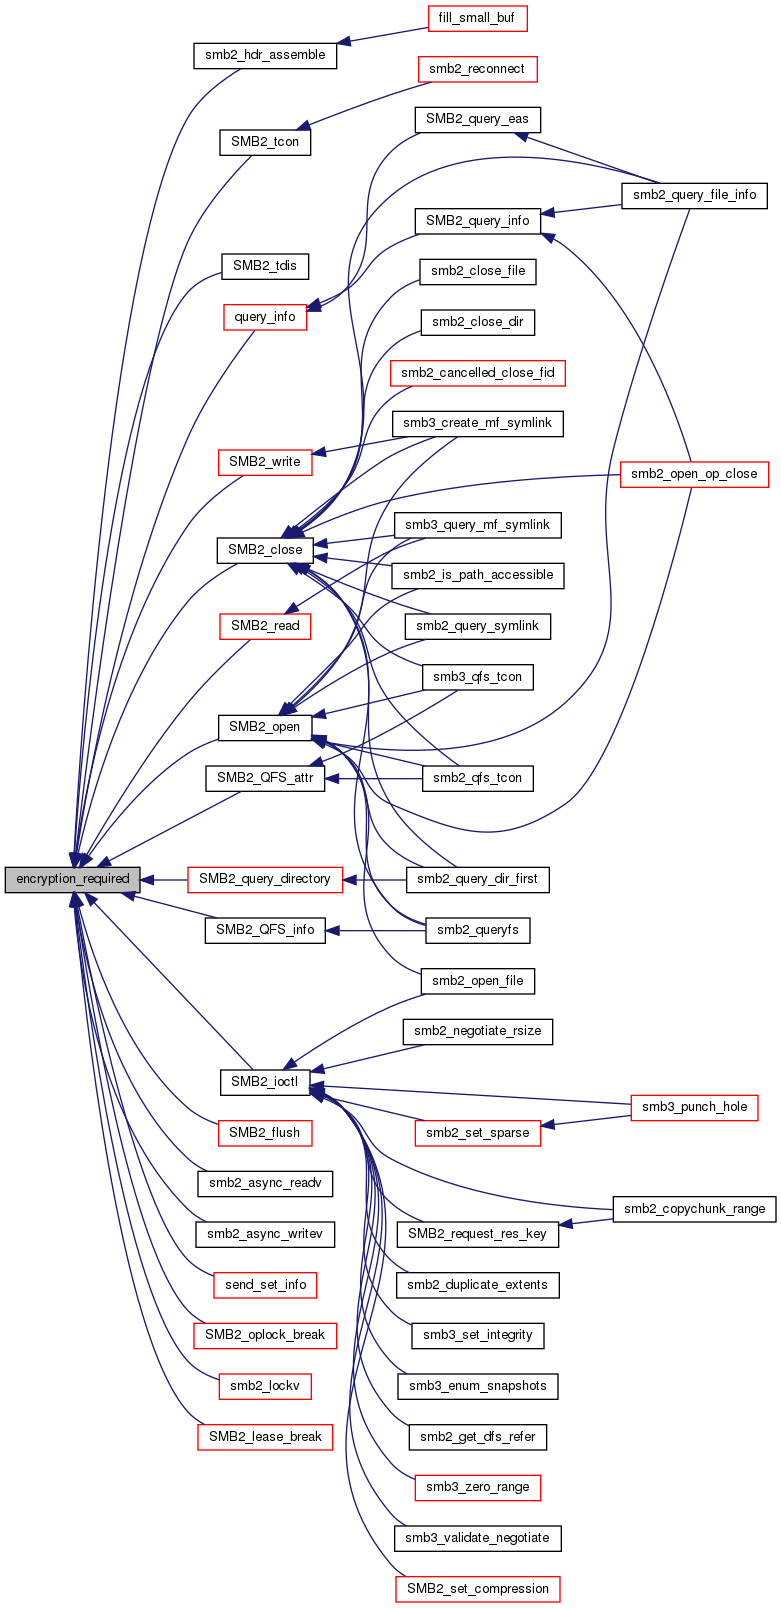 fill_small_buf
smb2_hdr_assemble
smb2_reconnect
SMB2_query_eas
SMB2_tcon
smb2_query_file_info
SMB2_query_info
SMB2_tdis
smb2_close_file
query_info
smb2_close_dir
smb2_cancelled_close_fid
smb3_create_mf_symlink
SMB2_write
smb2_open_op_close
smb3_query_mf_symlink
SMB2_close
smb2_is_path_accessible
SMB2_read
smb2_query_symlink
smb3_qfs_tcon
SMB2_open
SMB2_QFS_attr
smb2_qfs_tcon
encryption_required
SMB2_query_directory
smb2_query_dir_first
SMB2_QFS_info
smb2_queryfs
smb2_open_file
smb2_negotiate_rsize
SMB2_ioctl
smb3_punch_hole
SMB2_flush
smb2_set_sparse
smb2_async_readv
smb2_copychunk_range
smb2_async_writev
SMB2_request_res_key
send_set_info
smb2_duplicate_extents
SMB2_oplock_break
smb3_set_integrity
smb2_lockv
smb3_enum_snapshots
SMB2_lease_break
smb2_get_dfs_refer
smb3_zero_range
smb3_validate_negotiate
SMB2_set_compression